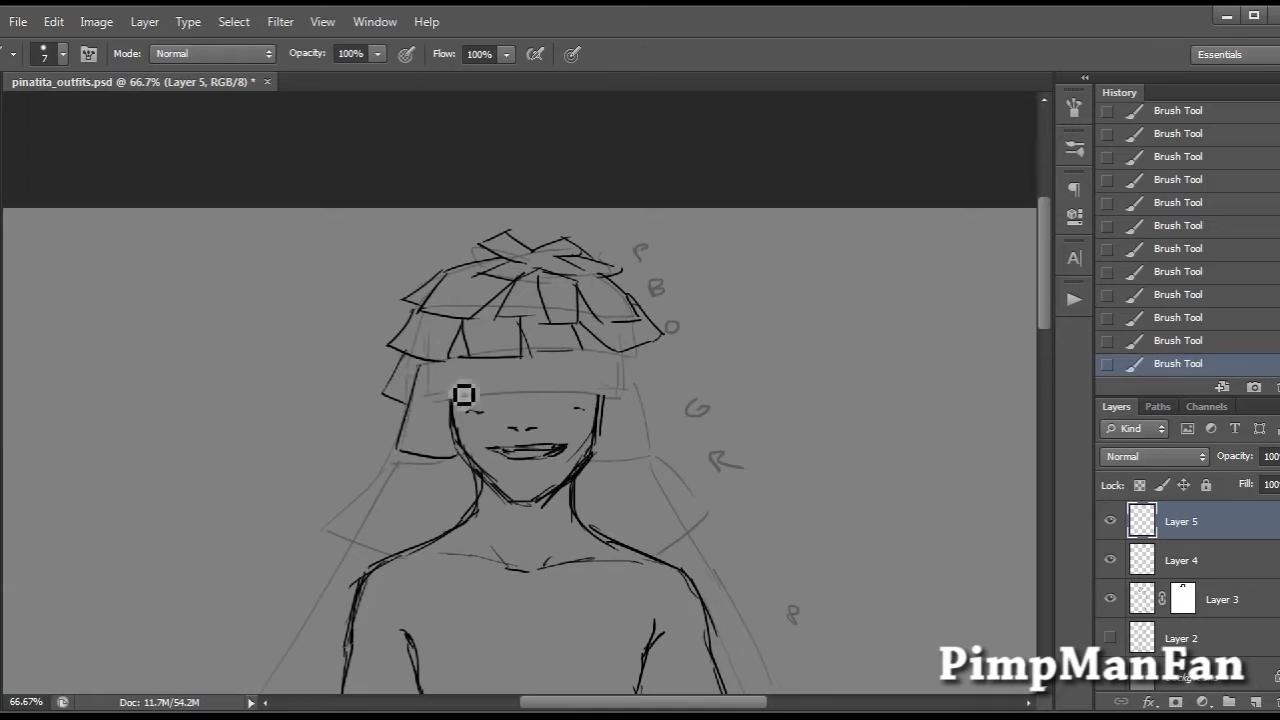 File Edit Image Layer Type Select Filter View Window Help
7 Mode: Normal Opacity: 100% Flow: 100% Essentials
pinatita_outfits.psd @ 66.7% (Layer 5, RGB/8) * ×
History
Brush Tool
Brush Tool
Brush Tool
Brush Tool
Brush Tool
Brush Tool
Brush Tool
Brush Tool
Brush Tool
Brush Tool
Brush Tool
Brush Tool
P
B
O
G
R
P
Layers Paths Channels
Kind
Normal Opacity: 100
Lock: Fill: 100
Layer 5
Layer 4
Layer 3
Layer 2
PimpManFan
66.67% Doc: 11.7M/54.2M